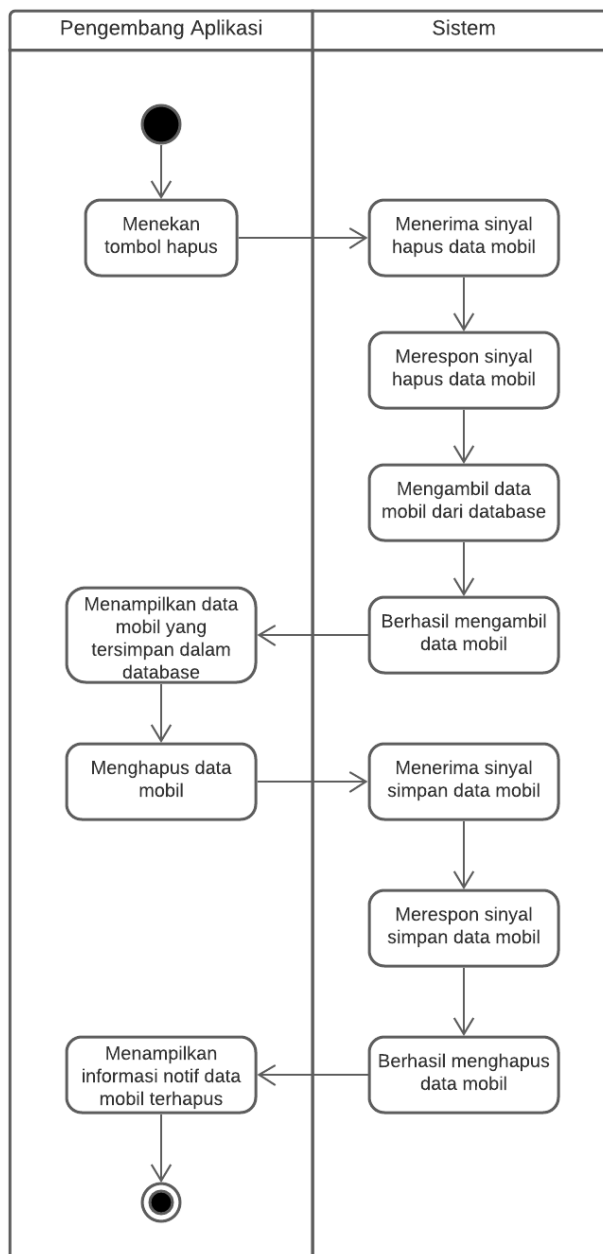 Pengembang Aplikasi
Sistem
Menekan
tombol hapus
Menerima sinyal
hapus data mobil
Merespon sinyal
hapus data mobil
Mengambil data
mobil dari database
Berhasil mengambil
data mobil
Menampilkan data
mobil yang
tersimpan dalam
database
Menghapus data
mobil
Menerima sinyal
simpan data mobil
Merespon sinyal
simpan data mobil
Berhasil menghapus
data mobil
Menampilkan
informasi notif data
mobil terhapus